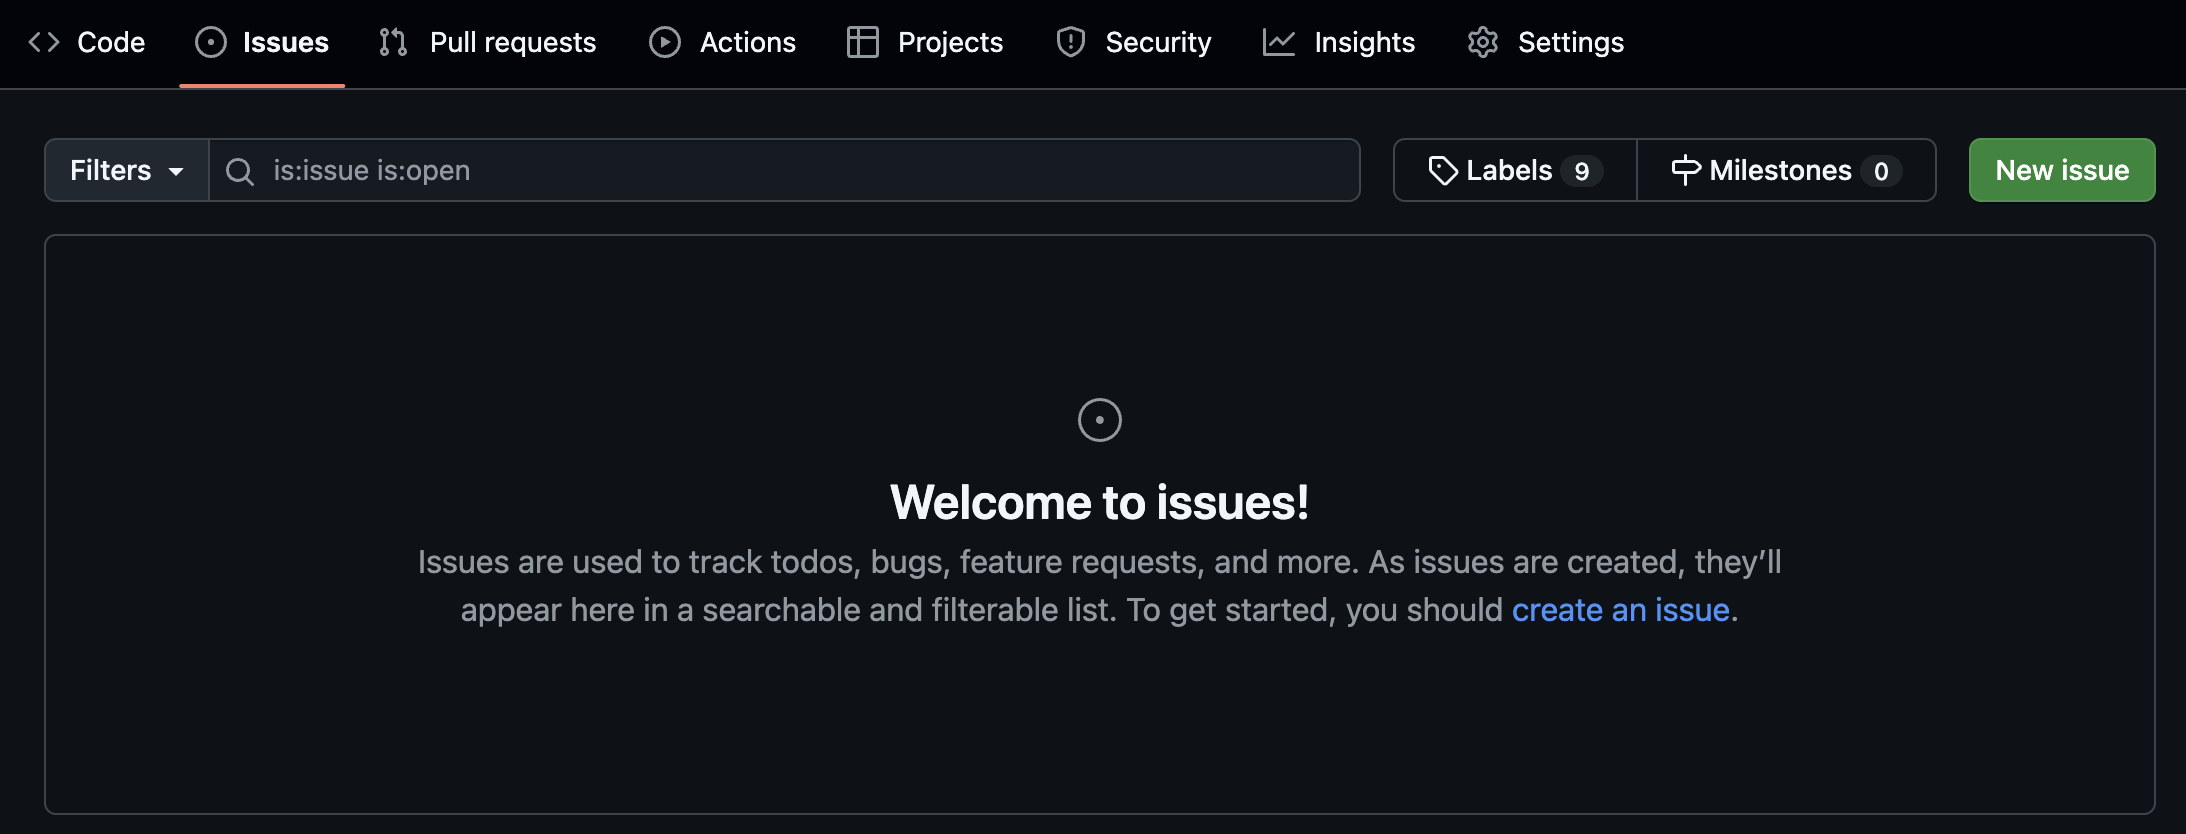 Code Issues Pull requests Actions Projects Security Insights Settings
Filters is:issue is:open Labels 9 Milestones 0 New issue
Welcome to issues!
Issues are used to track todos, bugs, feature requests, and more. As issues are created, they’ll
appear here in a searchable and filterable list. To get started, you should create an issue.